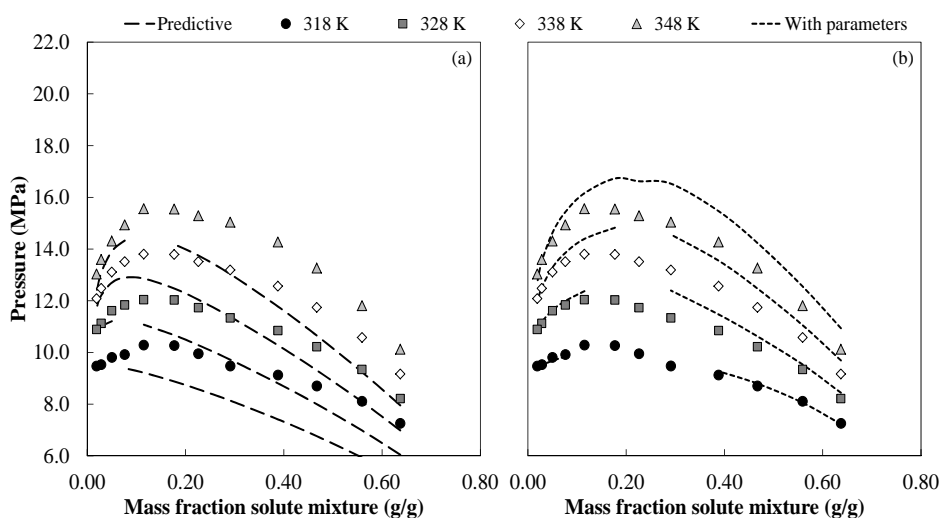 Predictive 318 K 328 K 338 K 348 K With parameters
22.0 (a) (b)
20.0
18.0
16.0
14.0
12.0
10.0
8.0
6.0
Pressure (MPa)
0.00 0.20 0.40 0.60 0.80 0.00 0.20 0.40 0.60 0.80
Mass fraction solute mixture (g/g) Mass fraction solute mixture (g/g)